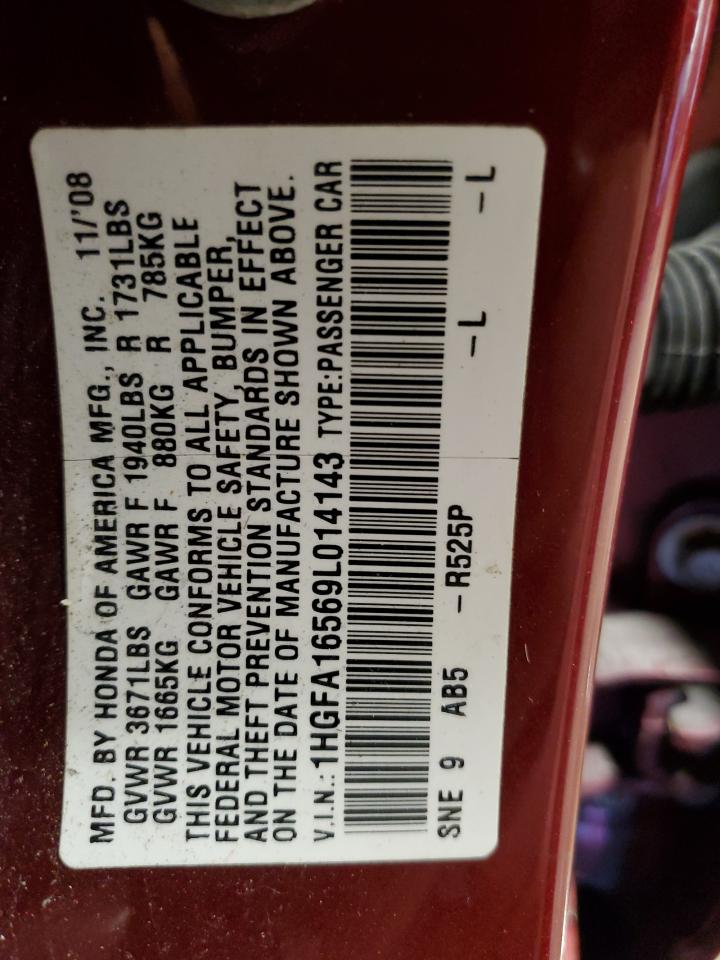 MFD. BY HONDA OF AMERICA MFG., INC. 11/'08
GVWR 3671LBS GAWR F 1940LBS R 1731LBS
GVWR 1665KG GAWR F 880KG R 785KG
THIS VEHICLE CONFORMS TO ALL APPLICABLE
FEDERAL MOTOR VEHICLE SAFETY, BUMPER,
AND THEFT PREVENTION STANDARDS IN EFFECT
ON THE DATE OF MANUFACTURE SHOWN ABOVE.
V.I.N.:1HGFA16569L014143 TYPE:PASSENGER CAR
SNE 9 AB5 -R525P -L -L